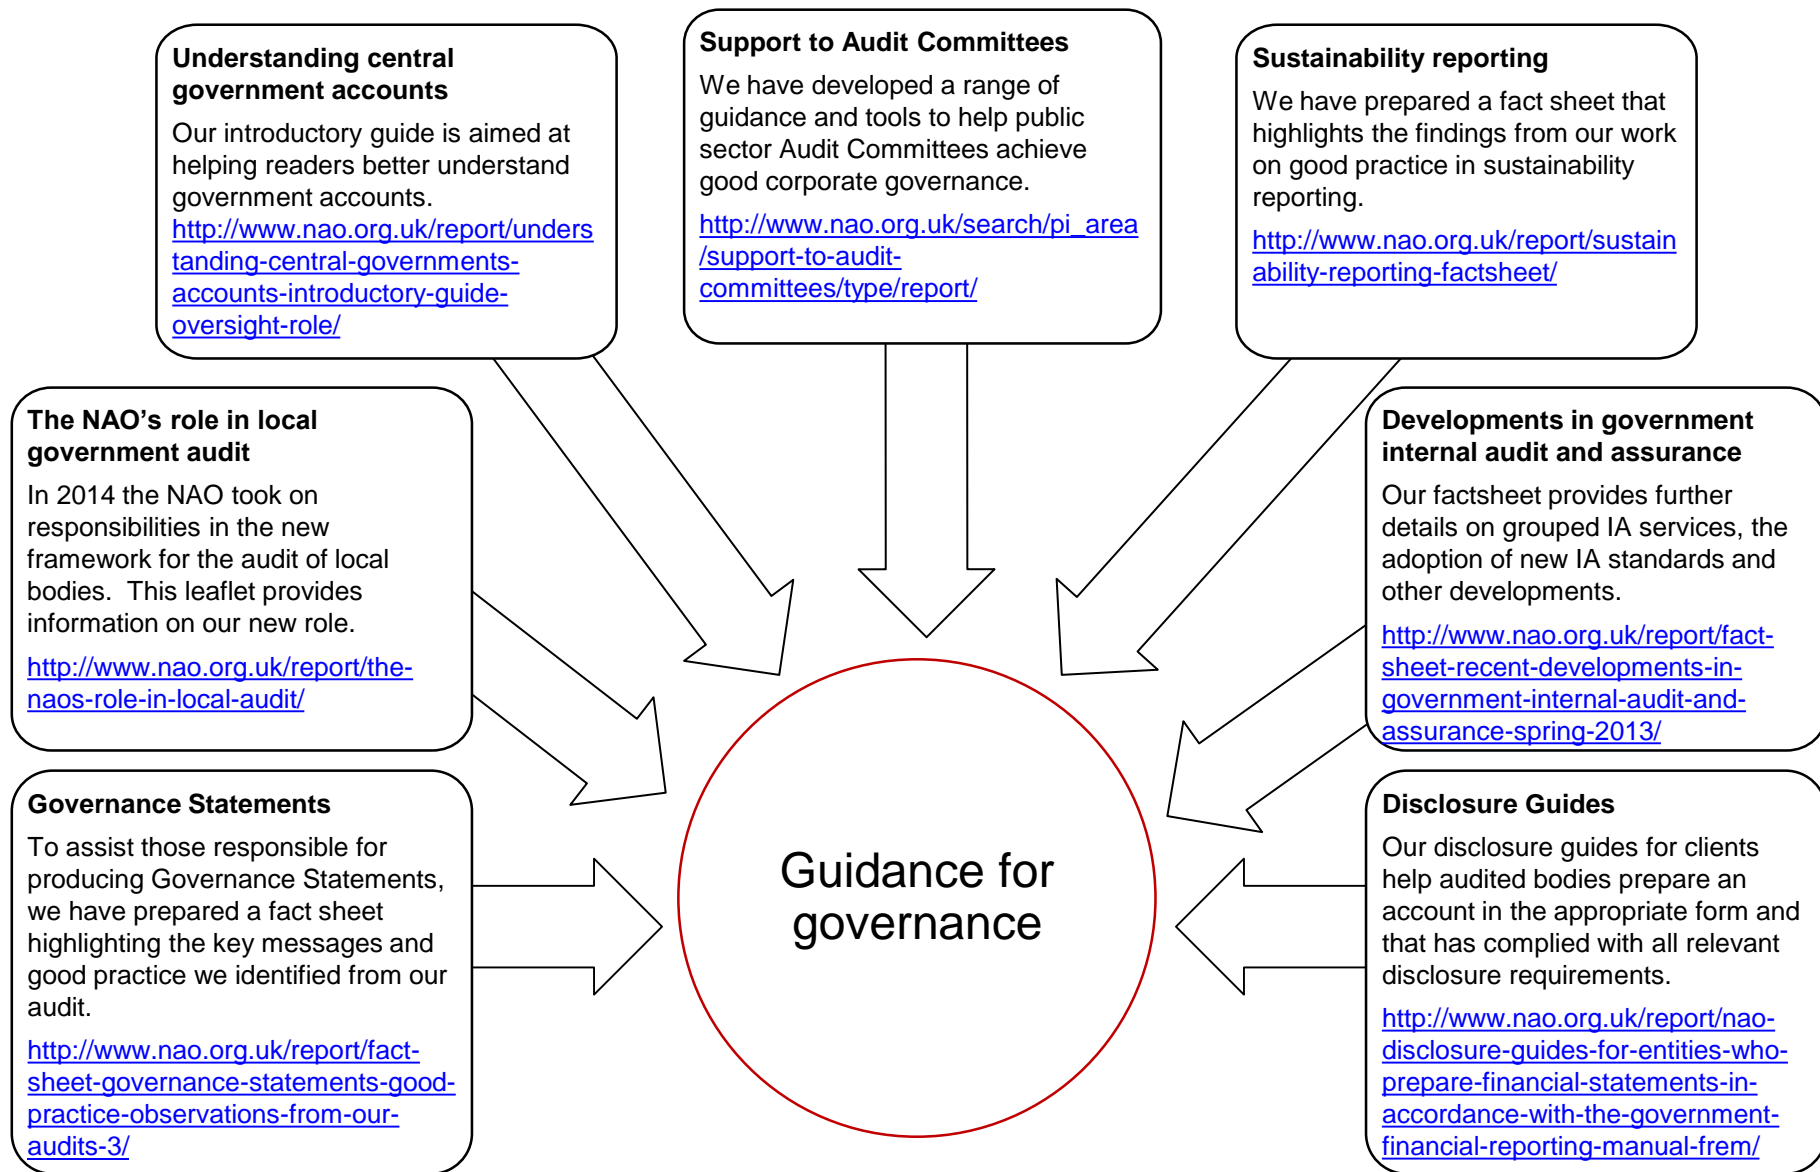 Understanding central
government accounts
Our introductory guide is aimed at
helping readers better understand
government accounts.
http://www.nao.org.uk/report/unders
tanding-central-governments-
accounts-introductory-guide-
oversight-role/
Support to Audit Committees
We have developed a range of
guidance and tools to help public
sector Audit Committees achieve
good corporate governance.
http://www.nao.org.uk/search/pi_area
/support-to-audit-
committees/type/report/
Sustainability reporting
We have prepared a fact sheet that
highlights the findings from our work
on good practice in sustainability
reporting.
http://www.nao.org.uk/report/sustain
ability-reporting-factsheet/
The NAO’s role in local
government audit
In 2014 the NAO took on
responsibilities in the new
framework for the audit of local
bodies.  This leaflet provides
information on our new role.
http://www.nao.org.uk/report/the-
naos-role-in-local-audit/
Developments in government
internal audit and assurance
Our factsheet provides further
details on grouped IA services, the
adoption of new IA standards and
other developments.
http://www.nao.org.uk/report/fact-
sheet-recent-developments-in-
government-internal-audit-and-
assurance-spring-2013/
Governance Statements
To assist those responsible for
producing Governance Statements,
we have prepared a fact sheet
highlighting the key messages and
good practice we identified from our
audit.
http://www.nao.org.uk/report/fact-
sheet-governance-statements-good-
practice-observations-from-our-
audits-3/
Guidance for
governance
Disclosure Guides
Our disclosure guides for clients
help audited bodies prepare an
account in the appropriate form and
that has complied with all relevant
disclosure requirements.
http://www.nao.org.uk/report/nao-
disclosure-guides-for-entities-who-
prepare-financial-statements-in-
accordance-with-the-government-
financial-reporting-manual-frem/